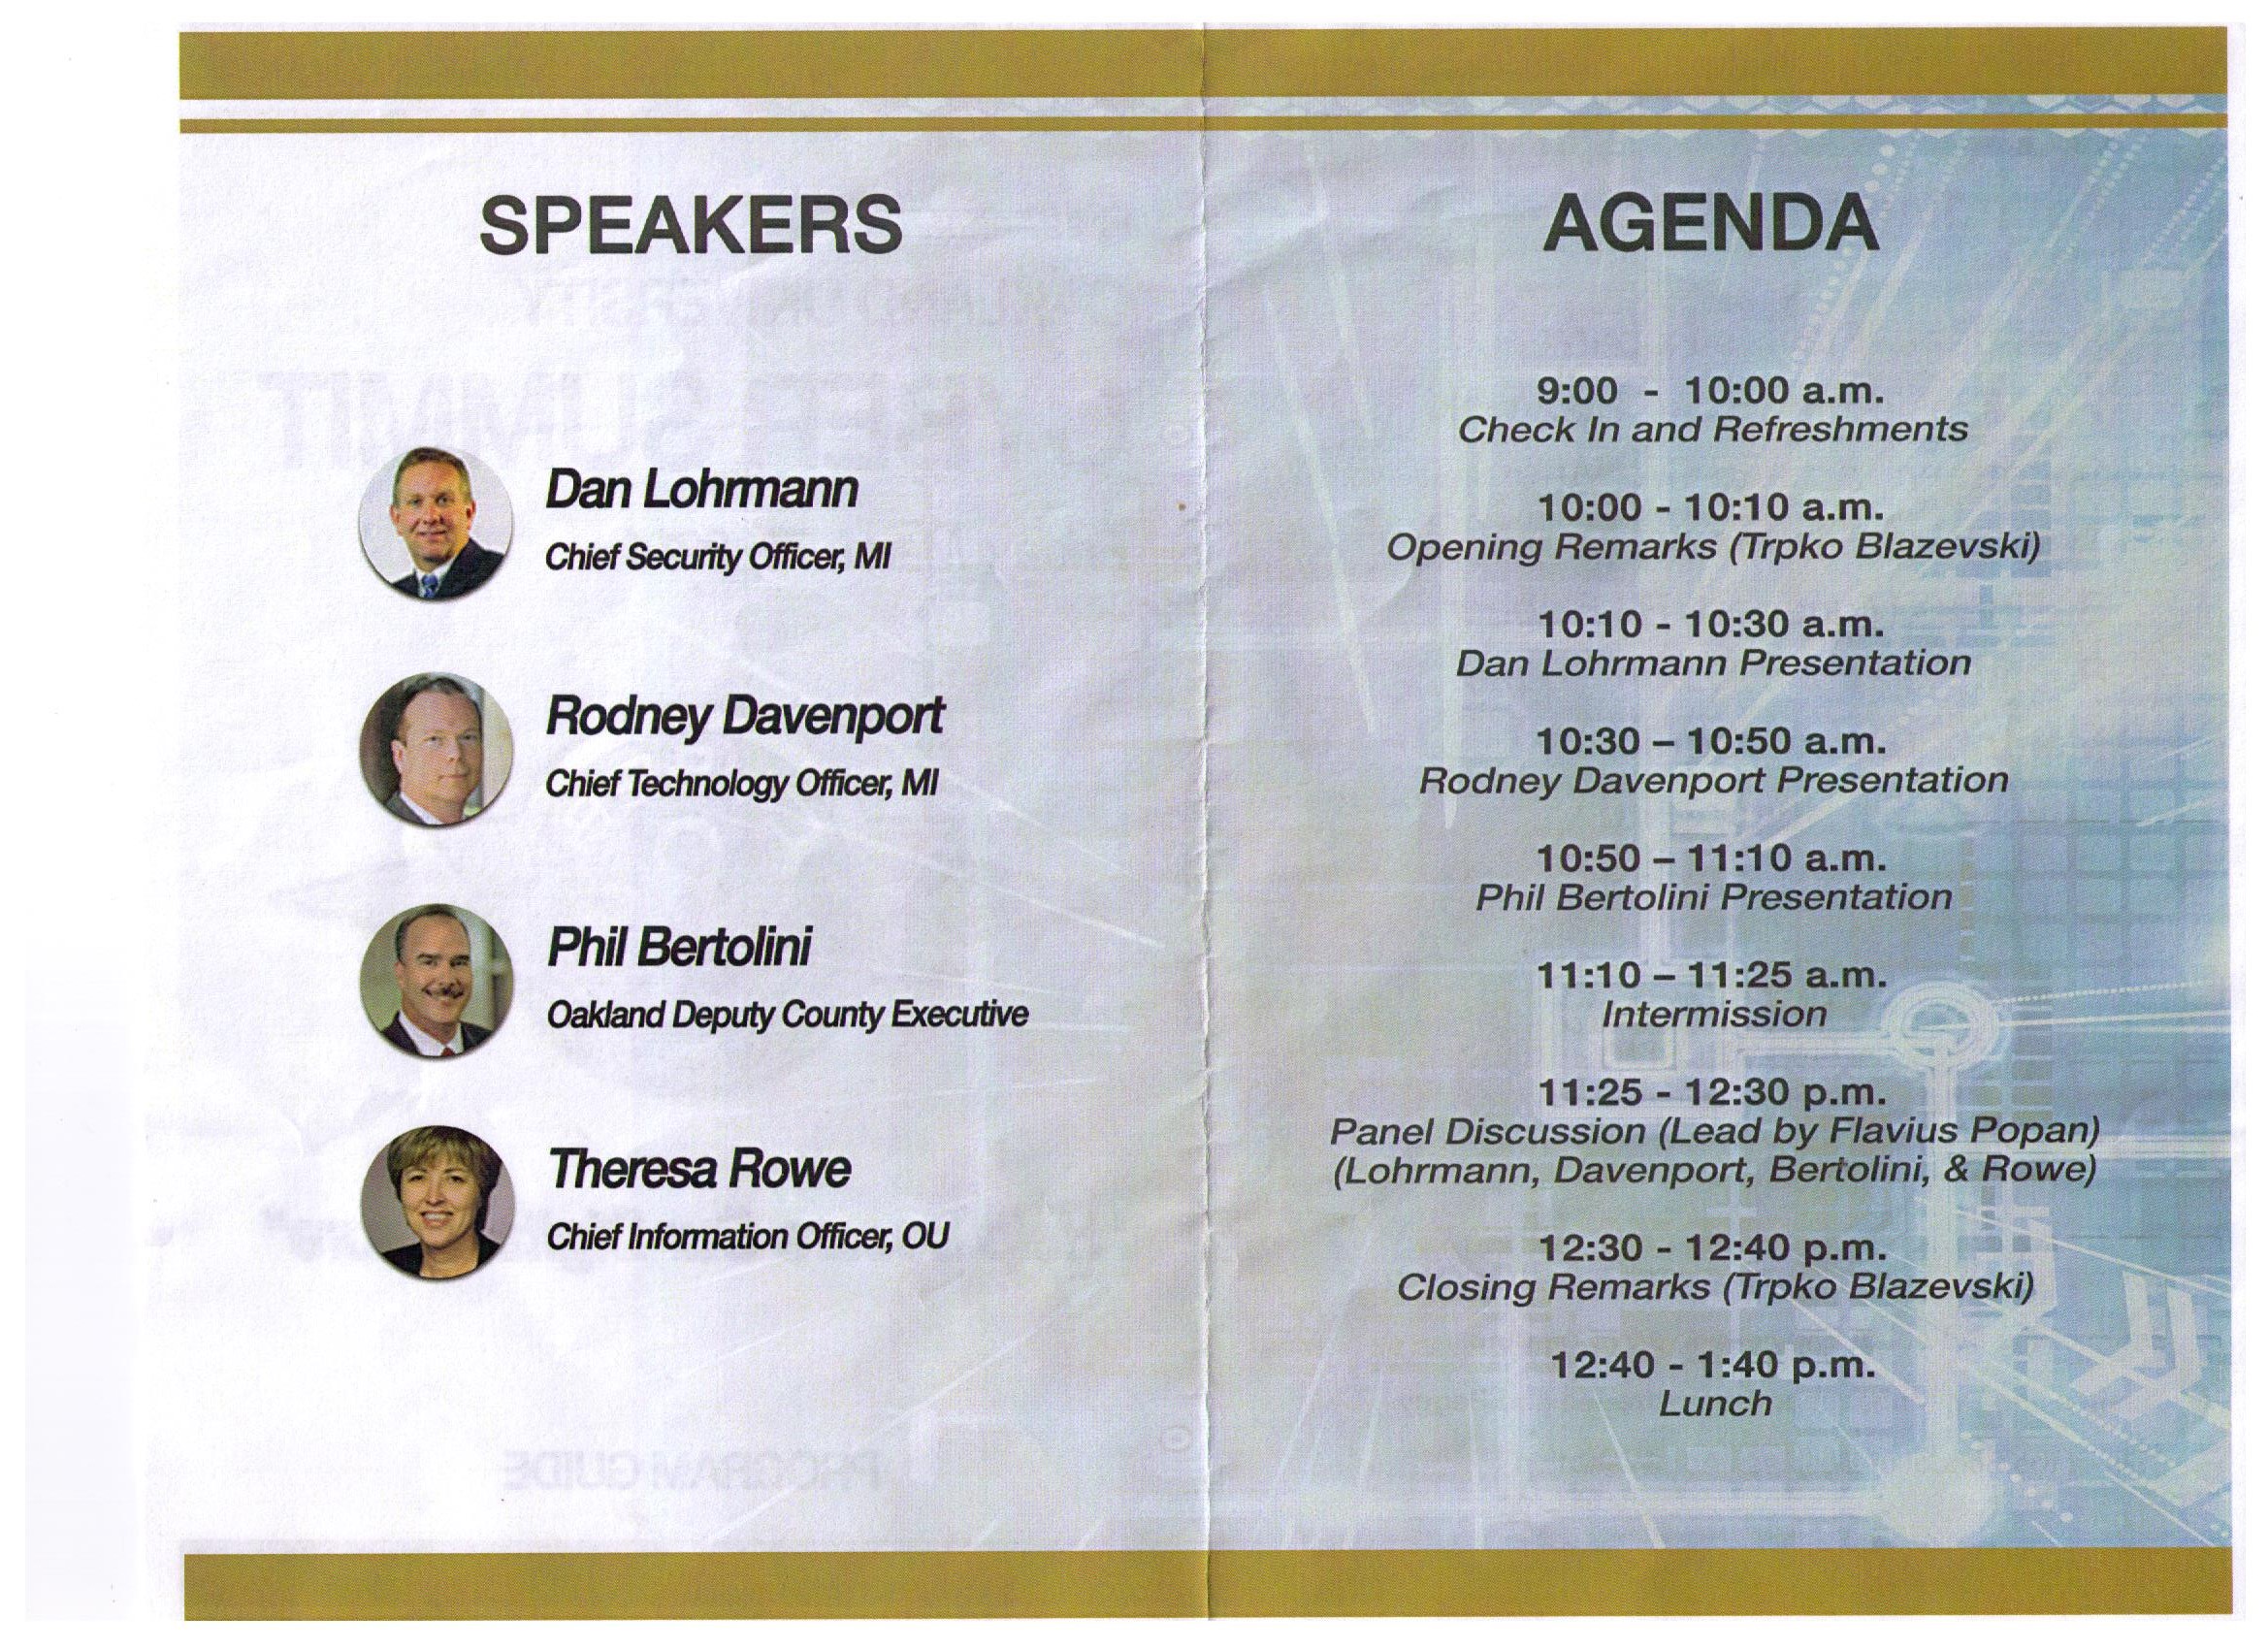 SPEAKERS
Dan Lohrmann
Chief Security Officer, MI
Rodney Davenport
Chief Technology Officer, MI
Phil Bertolini
Oakland Deputy County Executive
Theresa Rowe
Chief Information Officer, OU
PROGRAM GUIDE
AGENDA
9:00 - 10:00 a.m.
Check In and Refreshments
10:00 - 10:10 a.m.
Opening Remarks (Trpko Blazevski)
10:10 - 10:30 a.m.
Dan Lohrmann Presentation
10:30 – 10:50 a.m.
Rodney Davenport Presentation
10:50 – 11:10 a.m.
Phil Bertolini Presentation
11:10 – 11:25 a.m.
Intermission
11:25 - 12:30 p.m.
Panel Discussion (Lead by Flavius Popan)
(Lohrmann, Davenport, Bertolini, & Rowe)
12:30 - 12:40 p.m.
Closing Remarks (Trpko Blazevski)
12:40 - 1:40 p.m.
Lunch